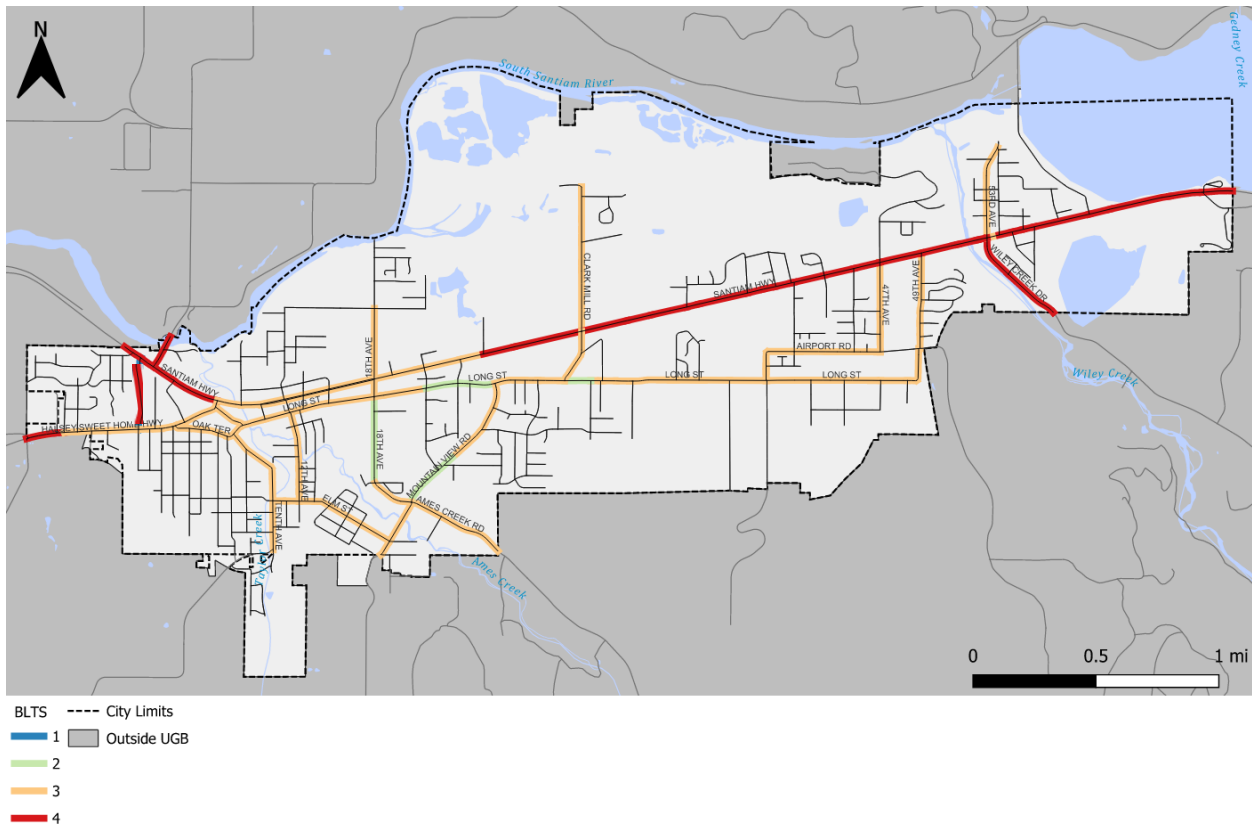 N
South Santiam River
Gedney Creek
53RD AVE
CLARK MILL RD
SANTIAM HWY
WILEY CREEK DR
49TH AVE
47TH AVE
18TH AVE
AIRPORT RD
SANTIAM HWY
LONG ST
LONG ST
LONG ST
LONG ST
Wiley Creek
HALSEY-SWEET HOME HWY
OAK TER
18TH AVE
12TH AVE
MOUNTAIN VIEW RD
ELM ST
AMES CREEK RD
TENTH AVE
Taylor Creek
Ames Creek
0 0.5 1 mi
BLTS
City Limits
1
Outside UGB
2
3
4